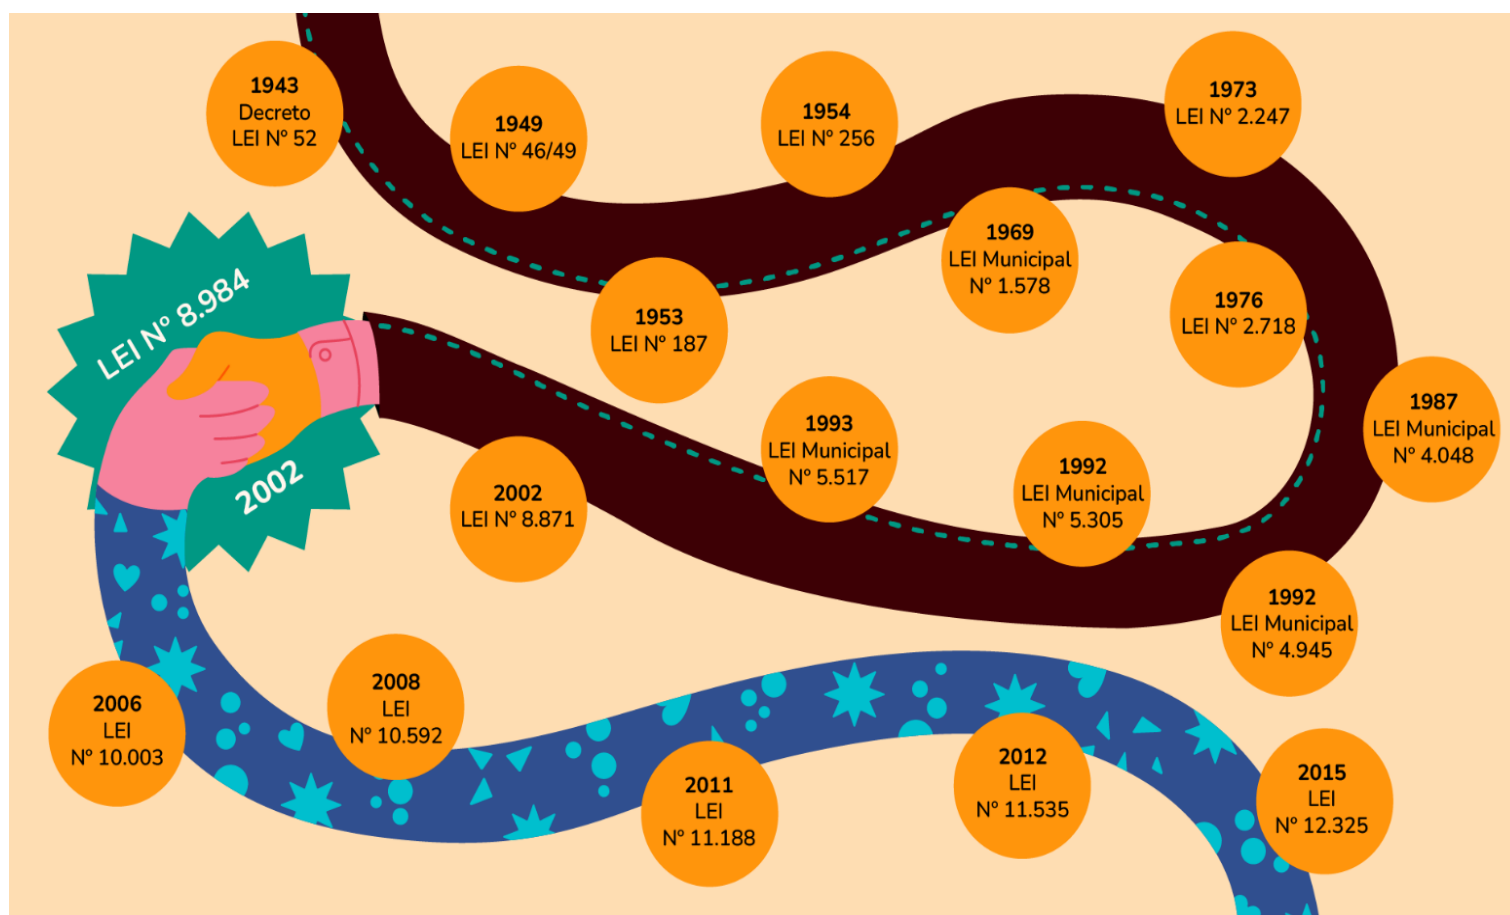 1943
Decreto
LEI Nº 52
1949
LEI Nº 46/49
1953
LEI Nº 187
1954
LEI Nº 256
1969
LEI Municipal
Nº 1.578
1973
LEI Nº 2.247
1976
LEI Nº 2.718
1987
LEI Municipal
Nº 4.048
1992
LEI Municipal
Nº 4.945
1992
LEI Municipal
Nº 5.305
1993
LEI Municipal
Nº 5.517
2002
LEI Nº 8.871
LEI Nº 8.984
2002
2006
LEI
Nº 10.003
2008
LEI
Nº 10.592
2011
LEI
Nº 11.188
2012
LEI
Nº 11.535
2015
LEI
Nº 12.325